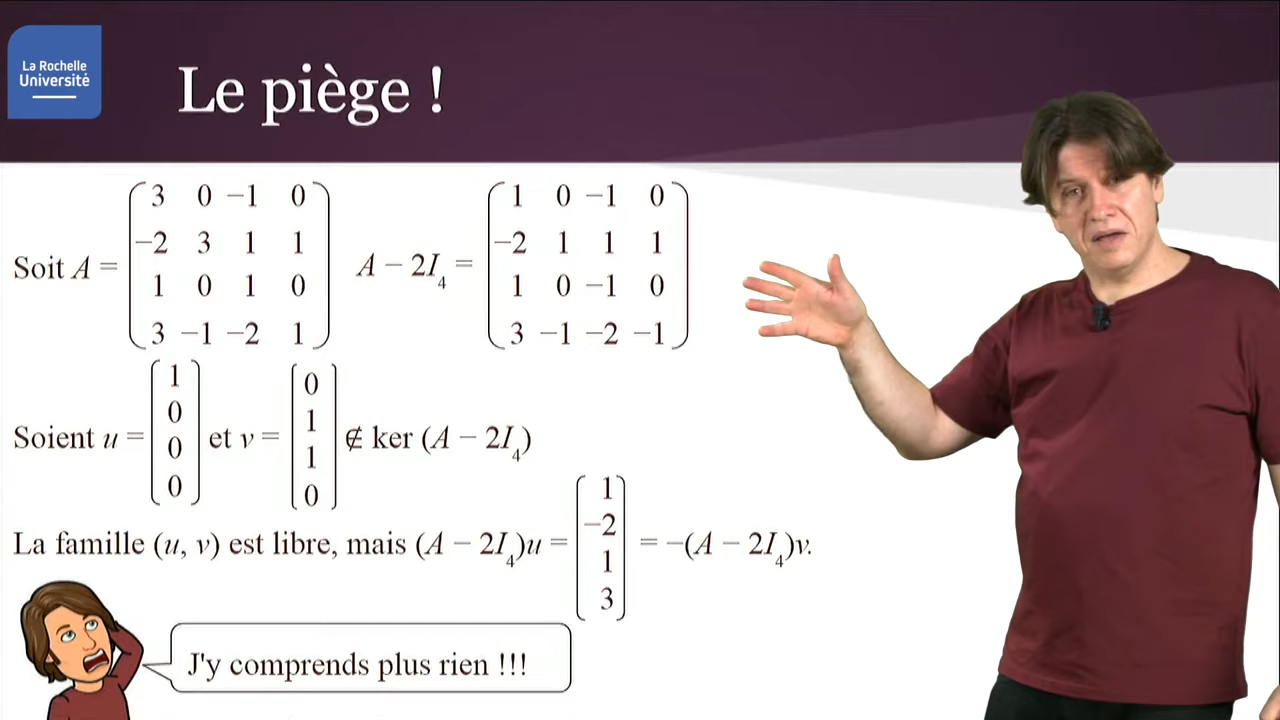 La Rochelle
Université
Le piège !
Soit A = ( 3 0 −1 0 ; −2 3 1 1 ; 1 0 1 0 ; 3 −1 −2 1 ) A − 2I₄ = ( 1 0 −1 0 ; −2 1 1 1 ; 1 0 −1 0 ; 3 −1 −2 −1 )
Soient u = ( 1 ; 0 ; 0 ; 0 ) et v = ( 0 ; 1 ; 1 ; 0 ) ∉ ker (A − 2I₄)
La famille (u, v) est libre, mais (A − 2I₄)u = ( 1 ; −2 ; 1 ; 3 ) = −(A − 2I₄)v.
J'y comprends plus rien !!!